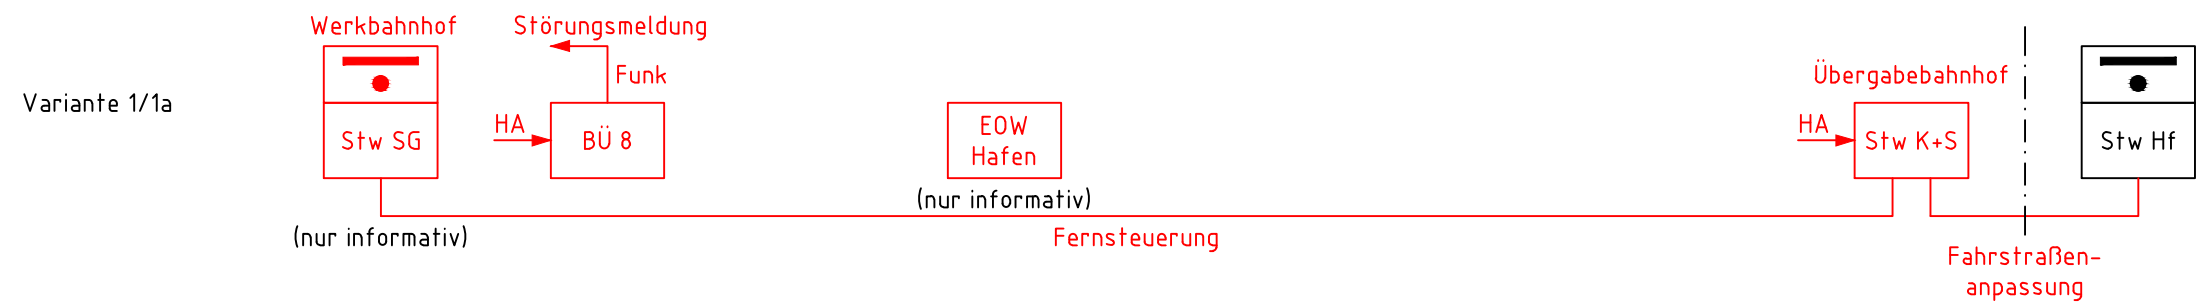 Werkbahnhof
Störungsmeldung
Funk
Übergabebahnhof
Variante 1/1a
Stw SG
HA
BÜ 8
EOW
Hafen
HA
Stw K+S
Stw Hf
(nur informativ)
(nur informativ)
Fernsteuerung
Fahrstraßen-
anpassung